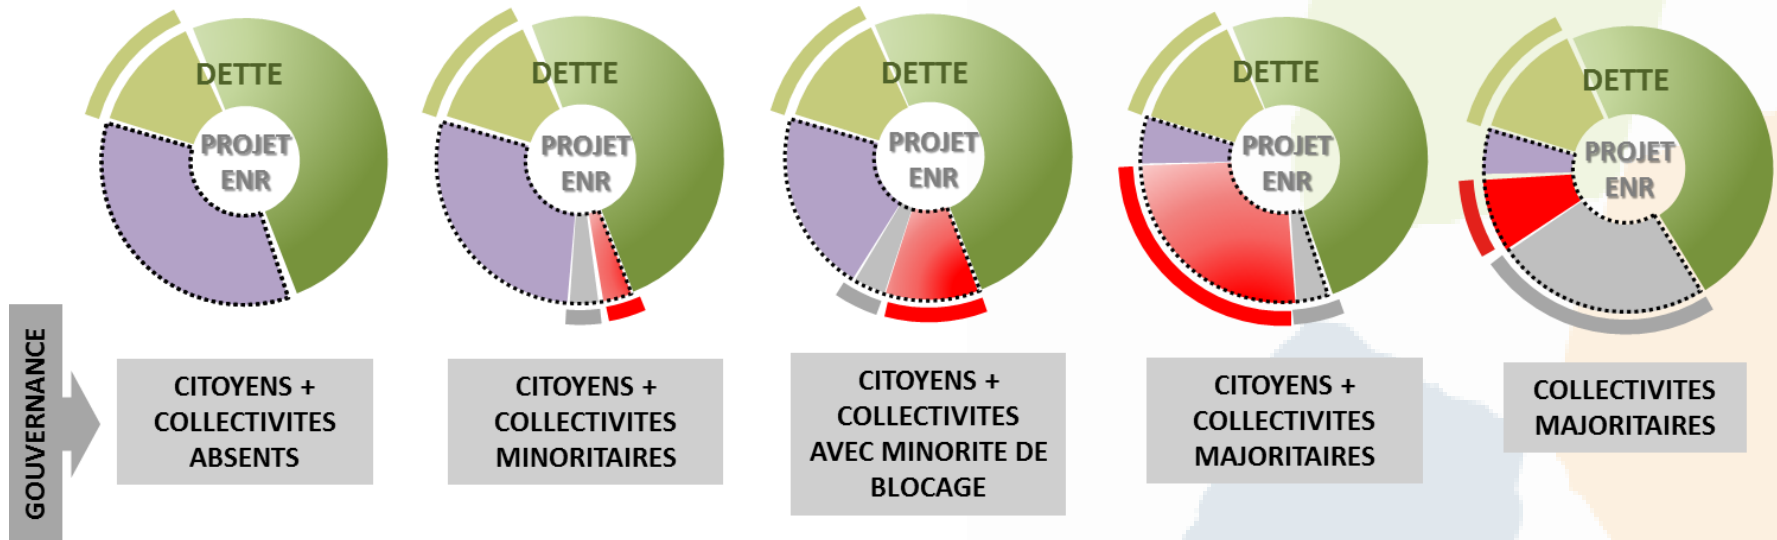 DETTE
PROJET
ENR
DETTE
PROJET
ENR
DETTE
PROJET
ENR
DETTE
PROJET
ENR
DETTE
PROJET
ENR
GOUVERNANCE
CITOYENS +
COLLECTIVITES
ABSENTS
CITOYENS +
COLLECTIVITES
MINORITAIRES
CITOYENS +
COLLECTIVITES
AVEC MINORITE DE
BLOCAGE
CITOYENS +
COLLECTIVITES
MAJORITAIRES
COLLECTIVITES
MAJORITAIRES